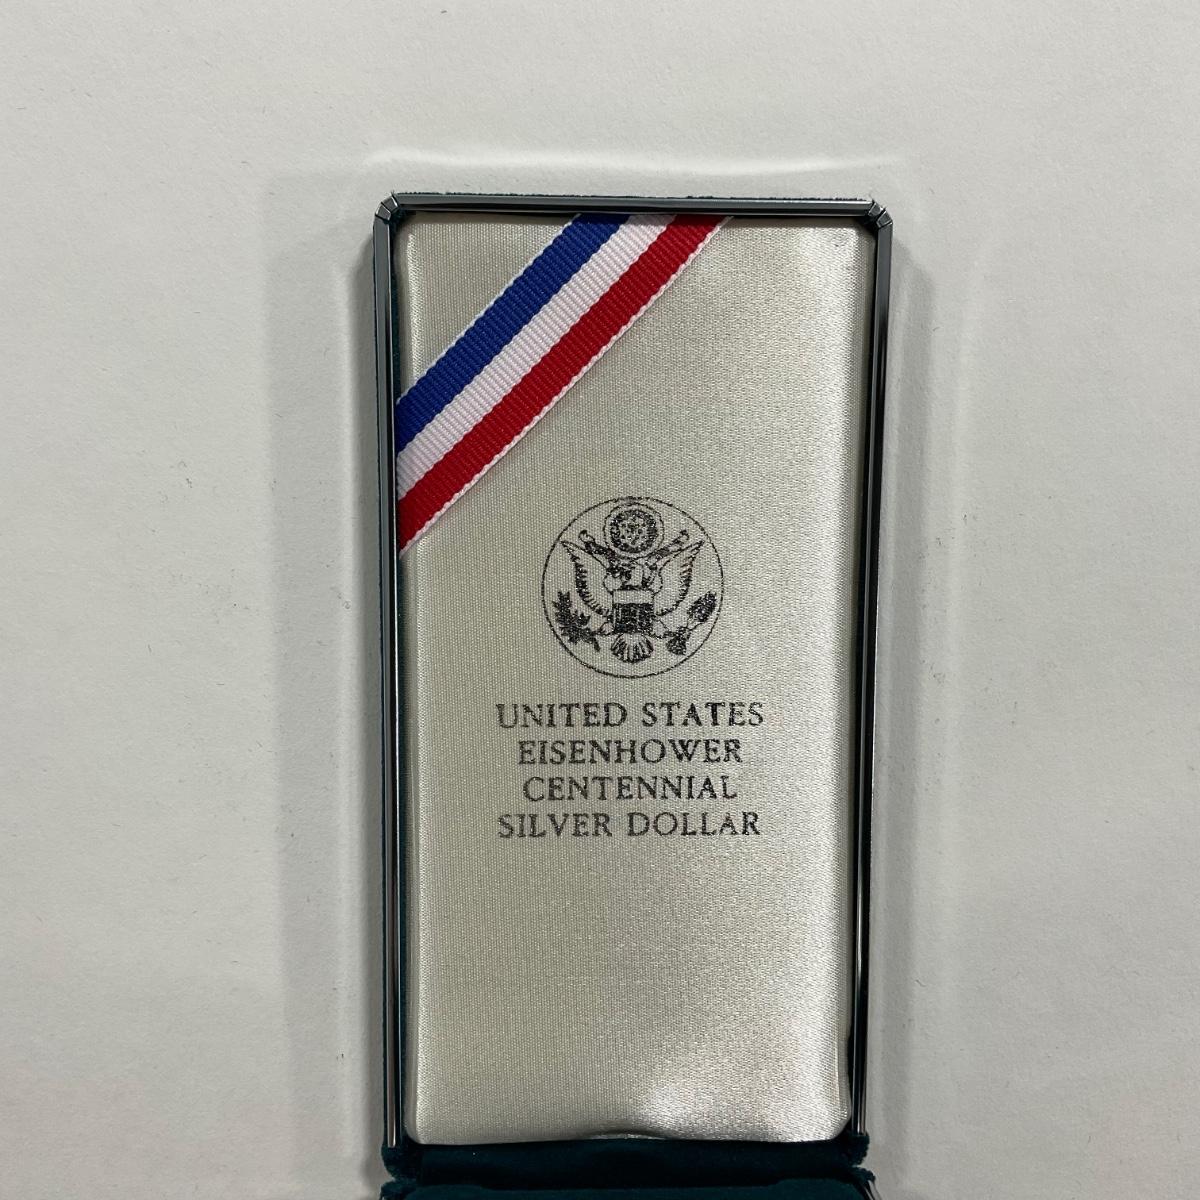 UNITED STATES
EISENHOWER
CENTENNIAL
SILVER DOLLAR